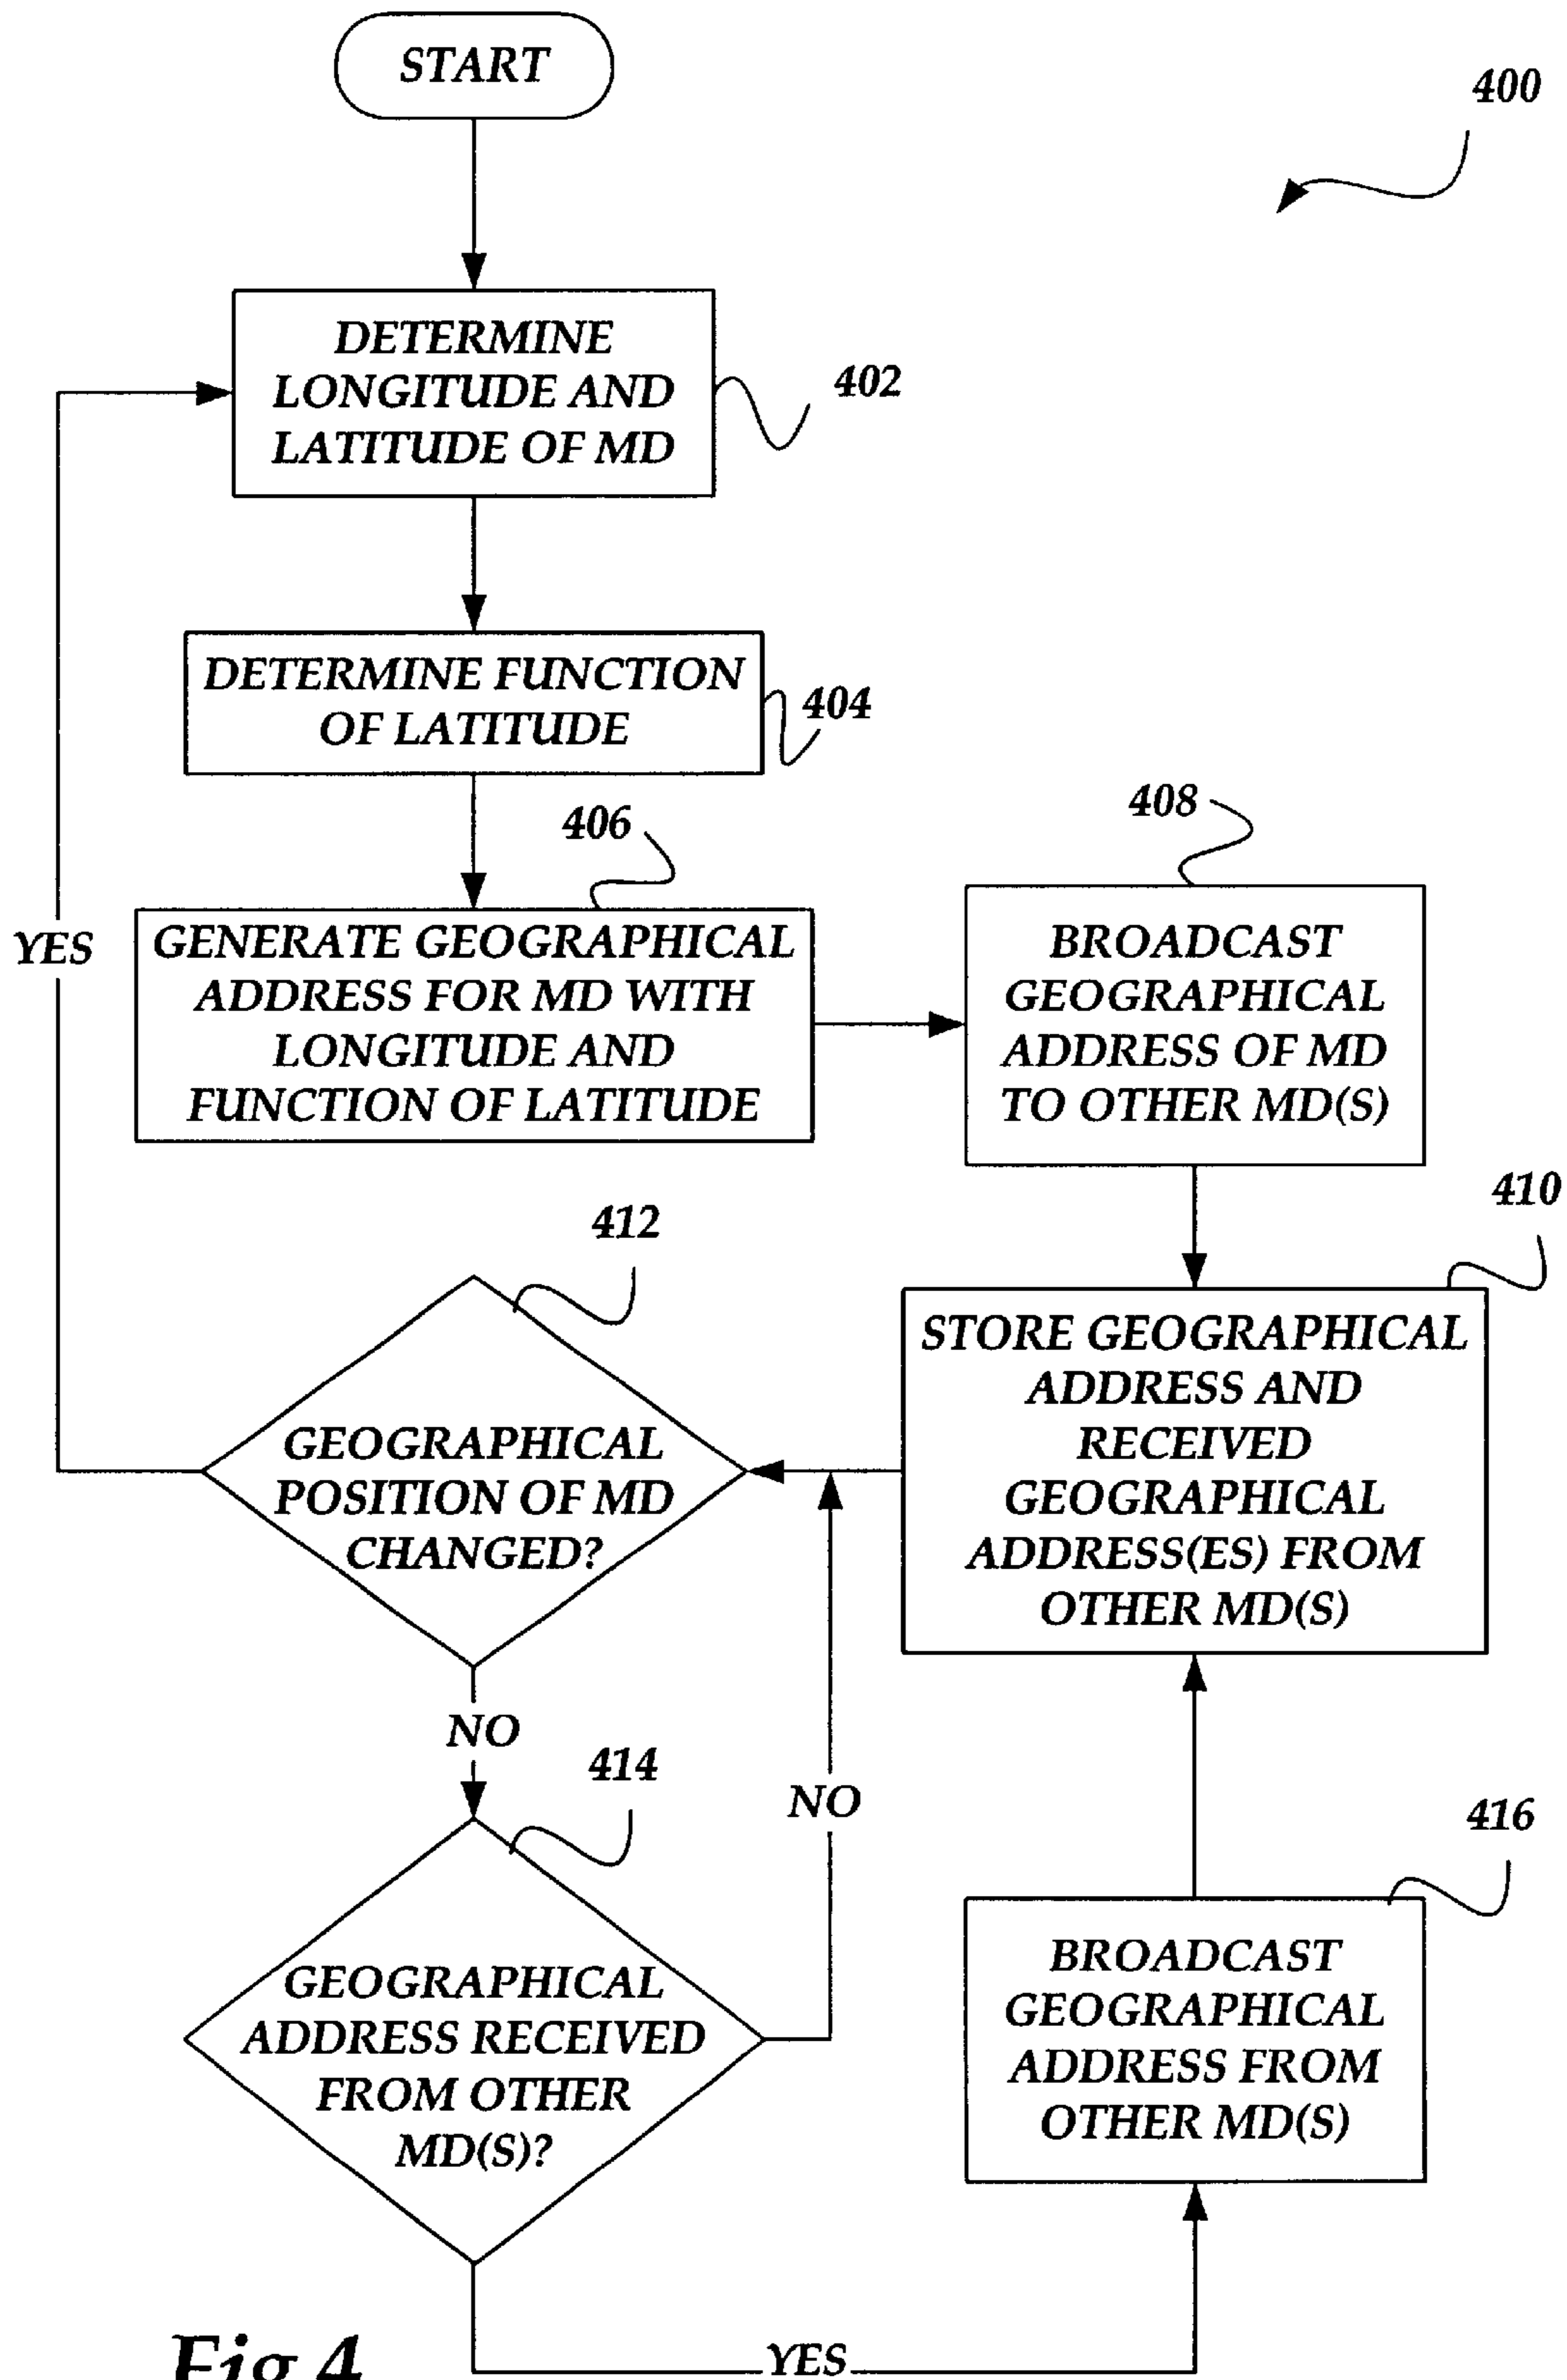 START
400
DETERMINE
LONGITUDE AND
LATITUDE OF MD
402
DETERMINE FUNCTION
OF LATITUDE
404
406
GENERATE GEOGRAPHICAL
ADDRESS FOR MD WITH
LONGITUDE AND
FUNCTION OF LATITUDE
408
BROADCAST
GEOGRAPHICAL
ADDRESS OF MD
TO OTHER MD(S)
YES
410
STORE GEOGRAPHICAL
ADDRESS AND
RECEIVED
GEOGRAPHICAL
ADDRESS(ES) FROM
OTHER MD(S)
412
GEOGRAPHICAL
POSITION OF MD
CHANGED?
NO
414
GEOGRAPHICAL
ADDRESS RECEIVED
FROM OTHER
MD(S)?
NO
416
BROADCAST
GEOGRAPHICAL
ADDRESS FROM
OTHER MD(S)
YES
Fig 4